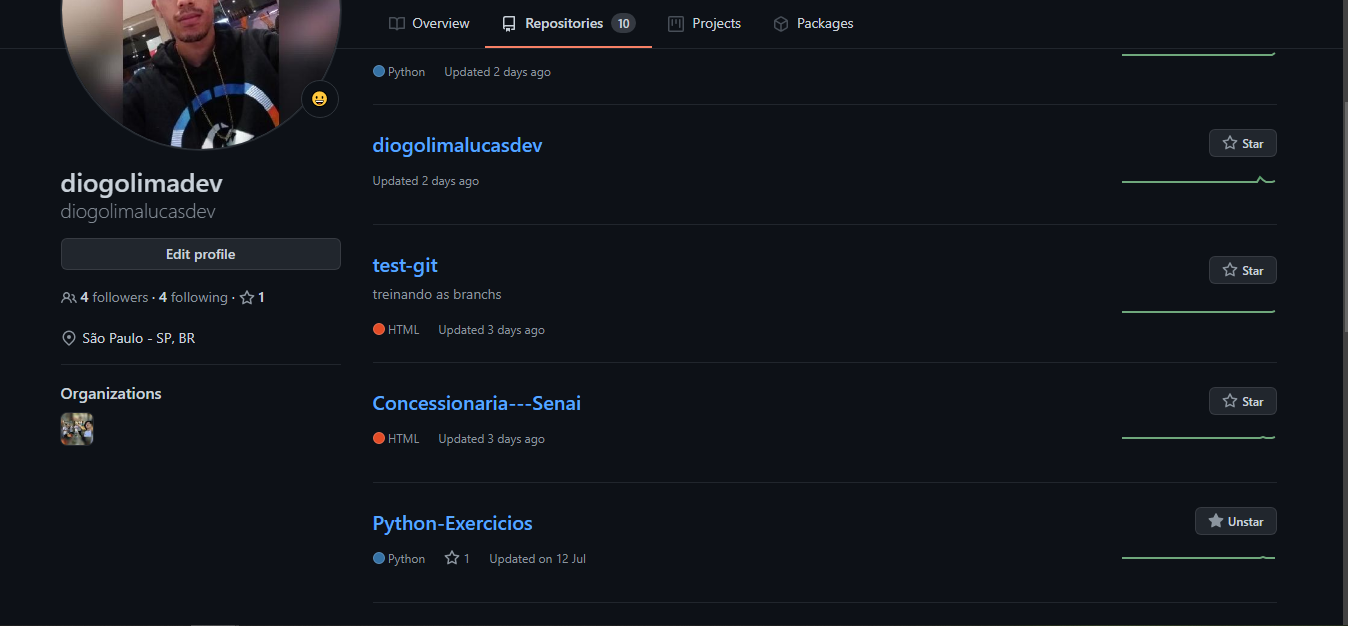 Overview Repositories 10 Projects Packages
Python Updated 2 days ago
diogolimalucasdev
Star
Updated 2 days ago
diogolimadev
diogolimalucasdev
Edit profile
4 followers · 4 following · 1
São Paulo - SP, BR
Organizations
test-git
Star
treinando as branchs
HTML Updated 3 days ago
Concessionaria---Senai
Star
HTML Updated 3 days ago
Python-Exercicios
Unstar
Python 1 Updated on 12 Jul